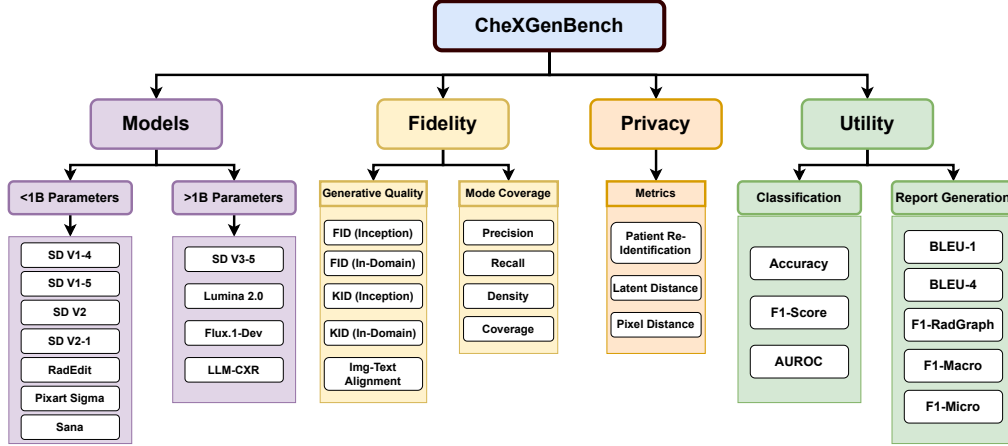 CheXGenBench
Models
Fidelity
Privacy
Utility
<1B Parameters
>1B Parameters
Generative Quality
Mode Coverage
Metrics
Classification
Report Generation
SD V1-4
SD V1-5
SD V2
SD V2-1
RadEdit
Pixart Sigma
Sana
SD V3-5
Lumina 2.0
Flux.1-Dev
LLM-CXR
FID (Inception)
FID (In-Domain)
KID (Inception)
KID (In-Domain)
Img-Text
Alignment
Precision
Recall
Density
Coverage
Patient Re-
Identification
Latent Distance
Pixel Distance
Accuracy
F1-Score
AUROC
BLEU-1
BLEU-4
F1-RadGraph
F1-Macro
F1-Micro